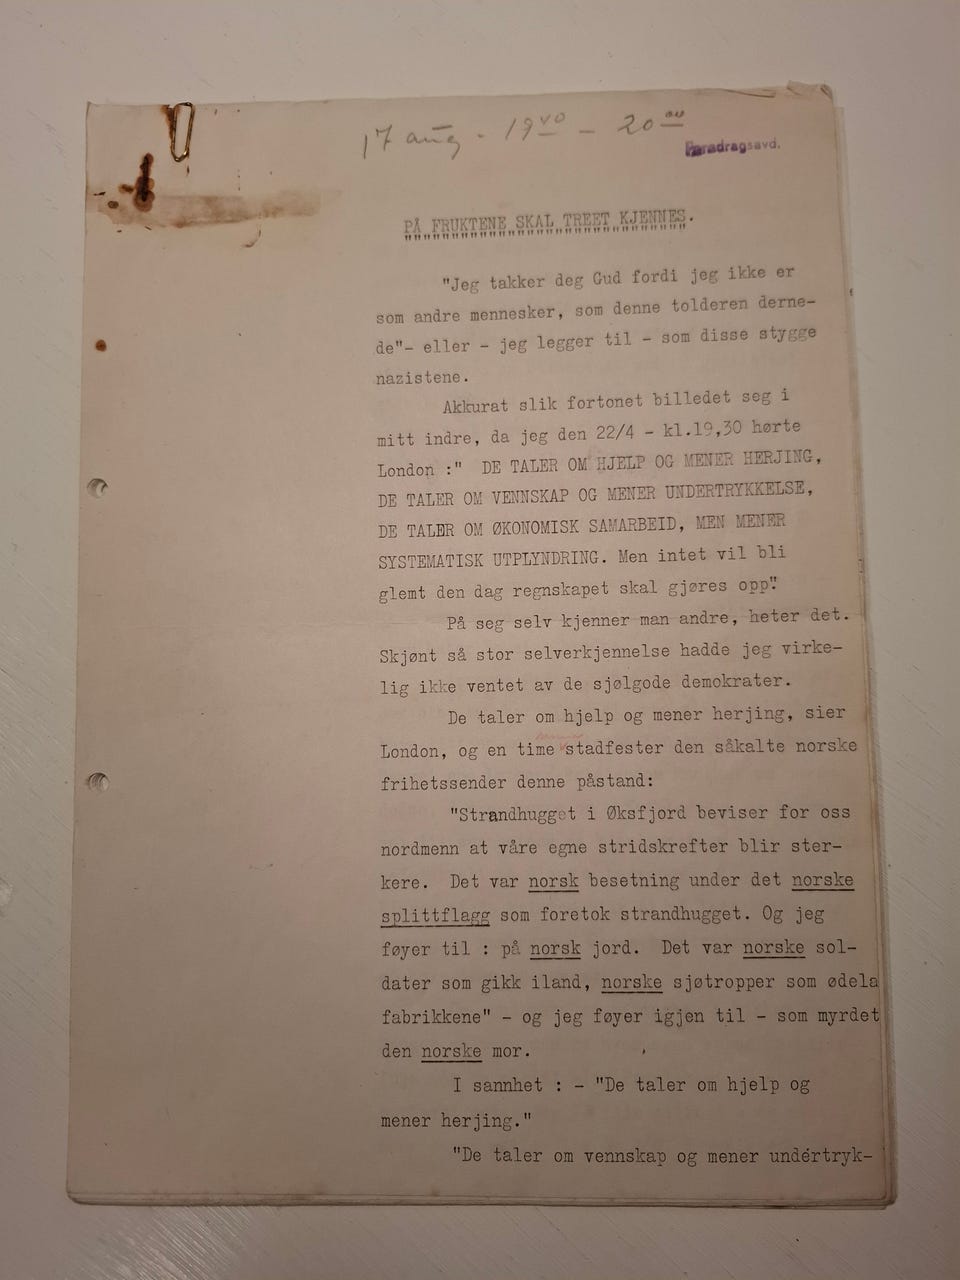 17 aug - 19⁴⁰ - 20⁰⁰
Foredragsavd.
PÅ FRUKTENE SKAL TREET KJENNES.
"Jeg takker deg Gud fordi jeg ikke er
som andre mennesker, som denne tolderen derne-
de"- eller - jeg legger til - som disse stygge
nazistene.
Akkurat slik fortonet billedet seg i
mitt indre, da jeg den 22/4 - kl.19,30 hørte
London :" DE TALER OM HJELP OG MENER HERJING,
DE TALER OM VENNSKAP OG MENER UNDERTRYKKELSE,
DE TALER OM ØKONOMISK SAMARBEID, MEN MENER
SYSTEMATISK UTPLYNDRING. Men intet vil bli
glemt den dag regnskapet skal gjøres opp".
På seg selv kjenner man andre, heter det.
Skjønt så stor selverkjennelse hadde jeg virke-
lig ikke ventet av de sjølgode demokrater.
De taler om hjelp og mener herjing, sier
London, og en time stadfester den såkalte norske
frihetssender denne påstand:
"Strandhugget i Øksfjord beviser for oss
nordmenn at våre egne stridskrefter blir ster-
kere. Det var norsk besetning under det norske
splittflagg som foretok strandhugget. Og jeg
føyer til : på norsk jord. Det var norske sol-
dater som gikk iland, norske sjøtropper som ødela
fabrikkene" - og jeg føyer igjen til - som myrdet
den norske mor.
I sannhet : - "De taler om hjelp og
mener herjing."
"De taler om vennskap og mener undértryk-